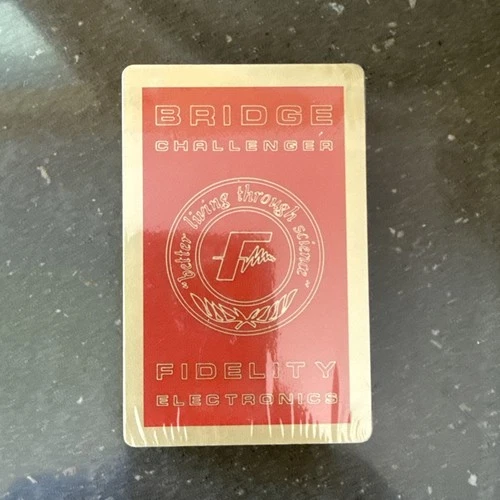 BRIDGE
CHALLENGER
"better living through science"
F
FIDELITY
ELECTRONICS